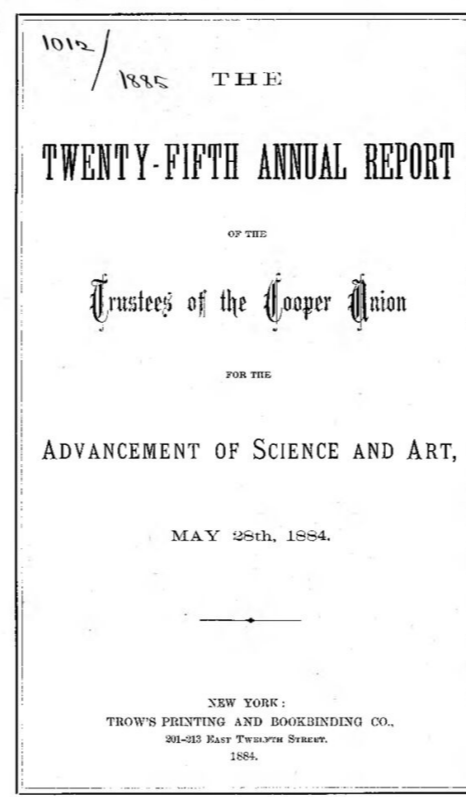 1012/
1885
THE
TWENTY-FIFTH ANNUAL REPORT
OF THE
Trustees of the Cooper Union
FOR THE
ADVANCEMENT OF SCIENCE AND ART,
MAY 28th, 1884.
NEW YORK:
TROW'S PRINTING AND BOOKBINDING CO.,
201-213 EAST TWELFTH STREET.
1884.